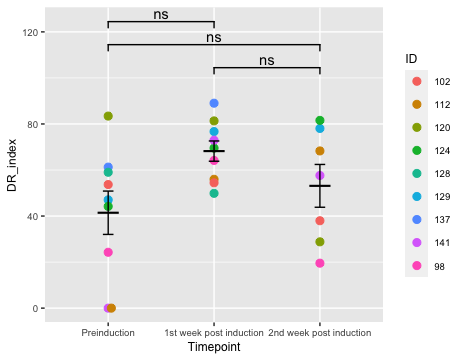 ns
ns
ns
120
80
40
0
DR_index
Preinduction
1st week post induction
2nd week post induction
Timepoint
ID
102
112
120
124
128
129
137
141
98